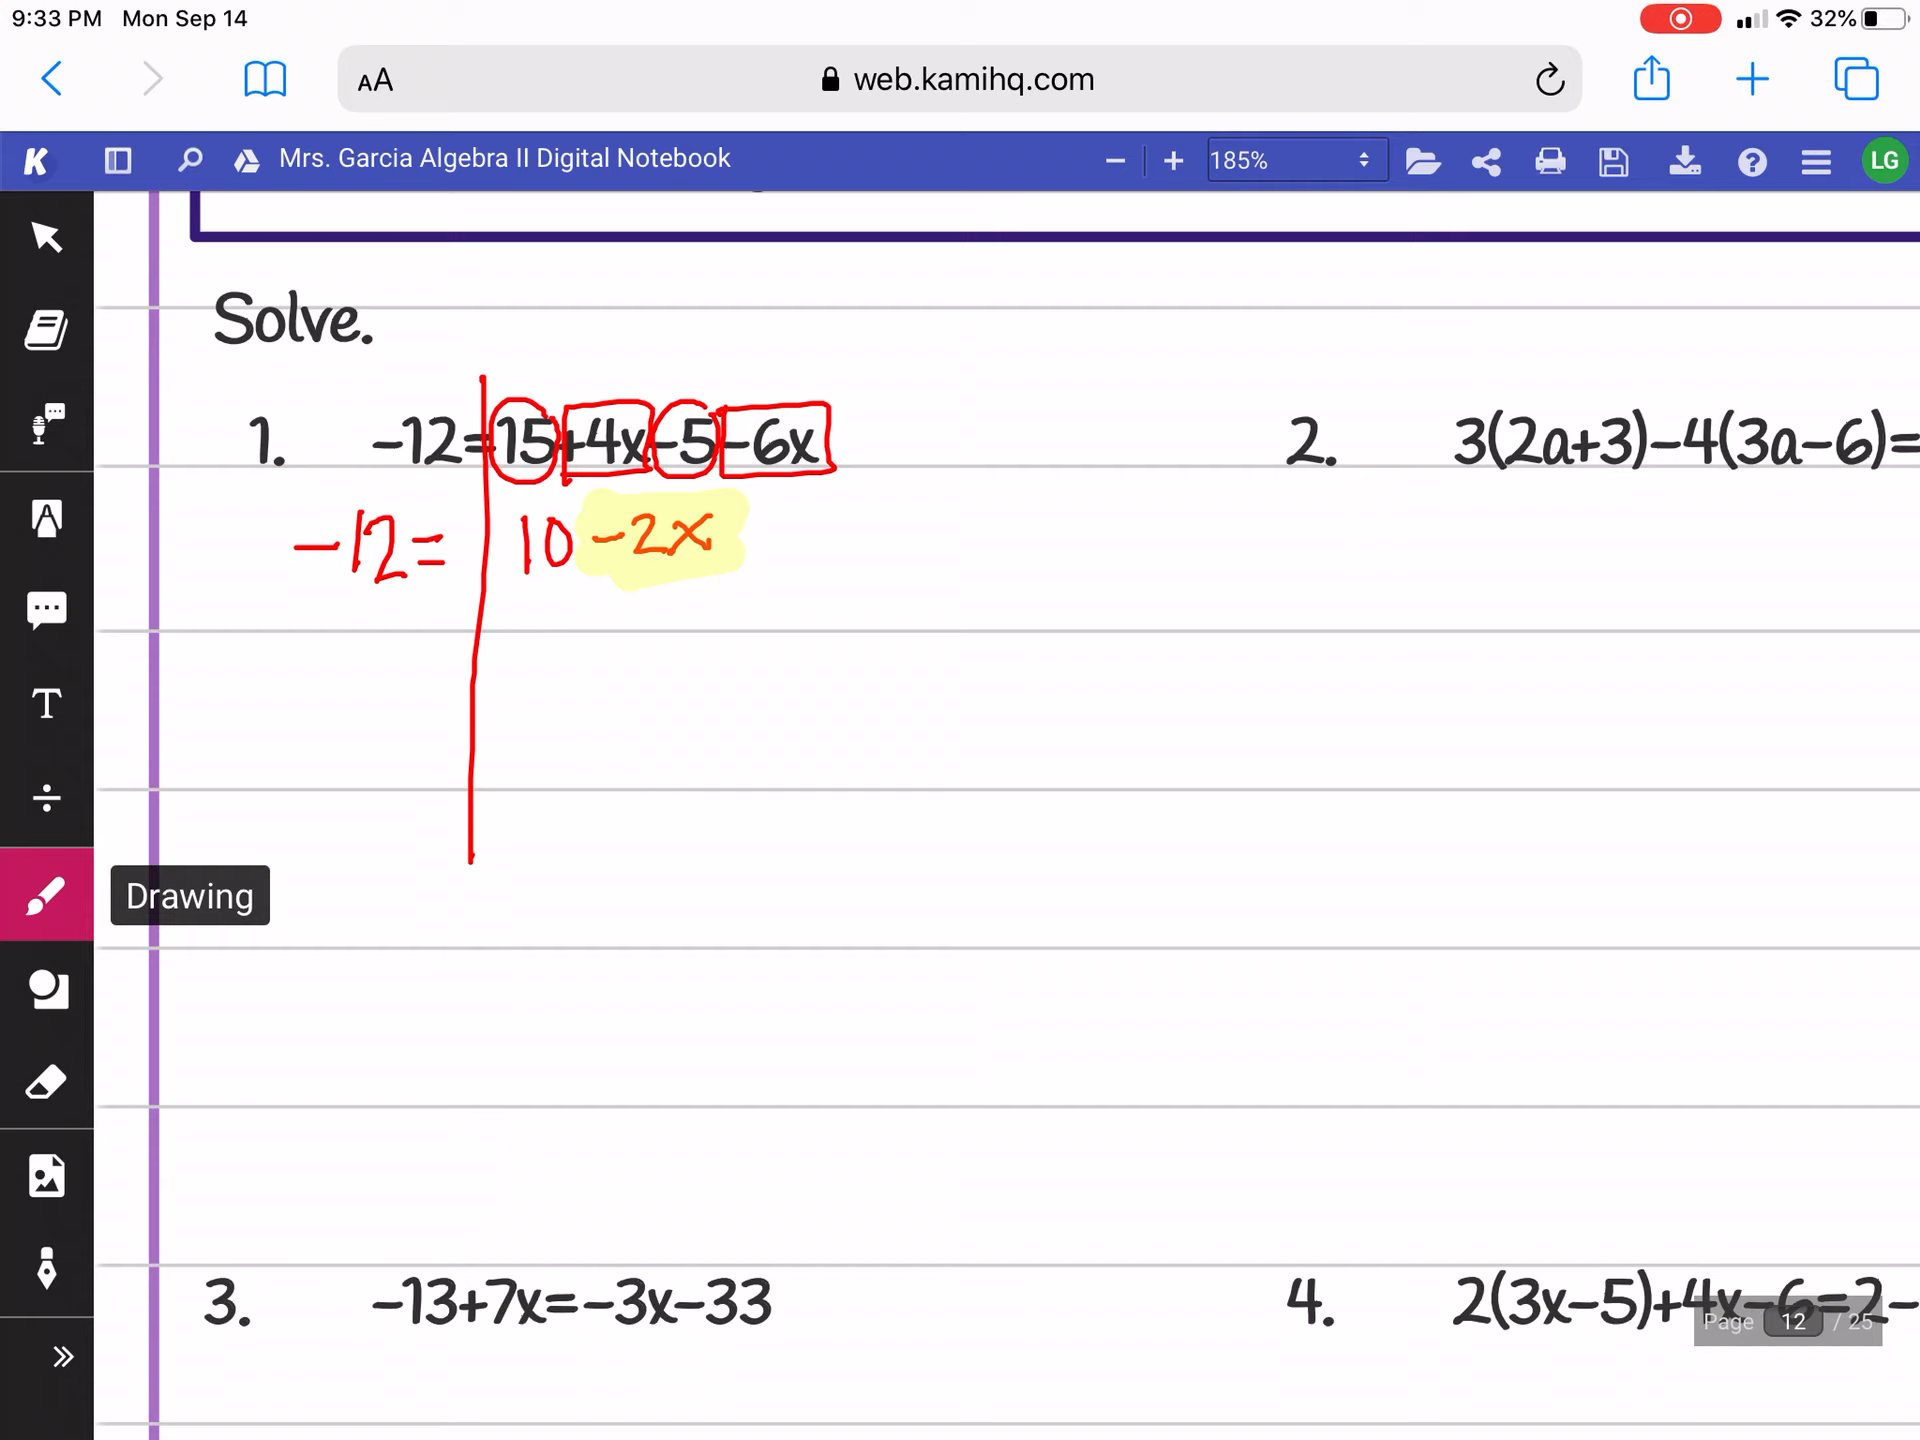 9:33 PM Mon Sep 14 32%
AA web.kamihq.com
K Mrs. Garcia Algebra II Digital Notebook 185% LG
Solve.
1. -12=15+4x-5-6x
2. 3(2a+3)-4(3a-6)=
-12= 10 -2x
T
Drawing
3. -13+7x=-3x-33
4. 2(3x-5)+4x-6=2-
Page 12 / 25